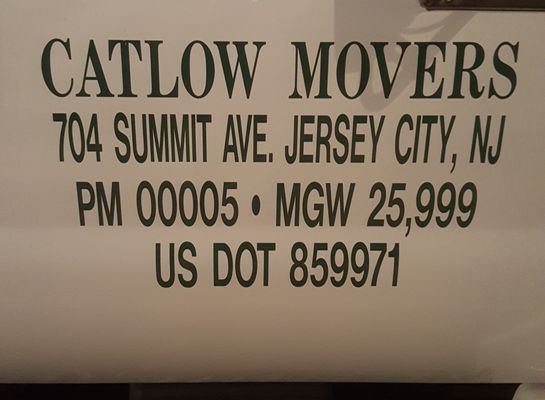 CATLOW MOVERS
704 SUMMIT AVE. JERSEY CITY, NJ
PM 00005 • MGW 25,999
US DOT 859971